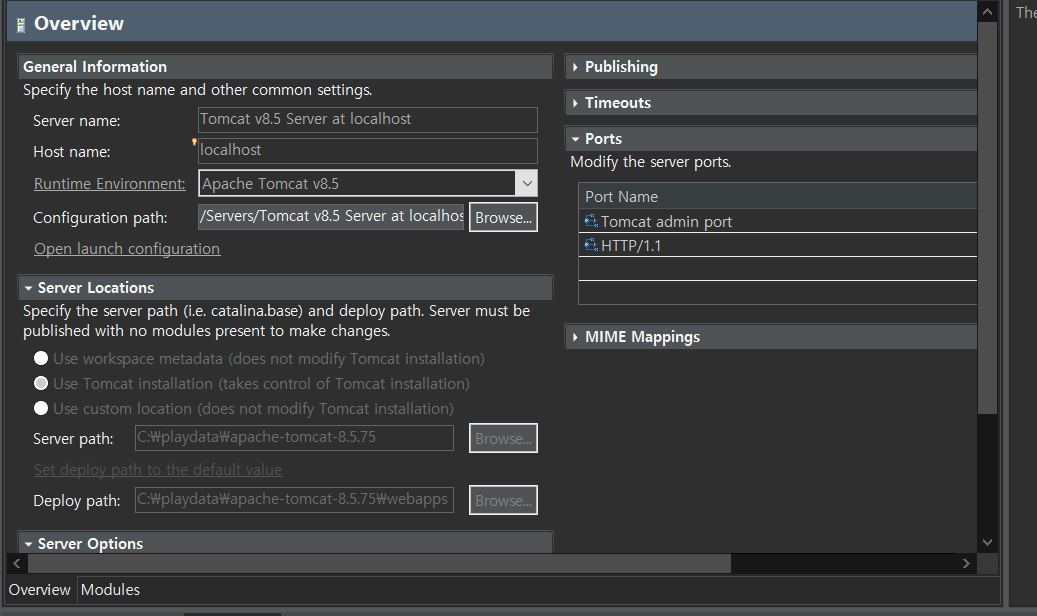 The
Overview
General Information
Specify the host name and other common settings.
Server name: Tomcat v8.5 Server at localhost
Host name: localhost
Runtime Environment: Apache Tomcat v8.5
Configuration path: /Servers/Tomcat v8.5 Server at localhos Browse...
Open launch configuration
Server Locations
Specify the server path (i.e. catalina.base) and deploy path. Server must be
published with no modules present to make changes.
Use workspace metadata (does not modify Tomcat installation)
Use Tomcat installation (takes control of Tomcat installation)
Use custom location (does not modify Tomcat installation)
Server path: C:₩playdata₩apache-tomcat-8.5.75 Browse...
Set deploy path to the default value
Deploy path: C:₩playdata₩apache-tomcat-8.5.75₩webapps Browse...
Server Options
Publishing
Timeouts
Ports
Modify the server ports.
Port Name
Tomcat admin port
HTTP/1.1
MIME Mappings
Overview Modules